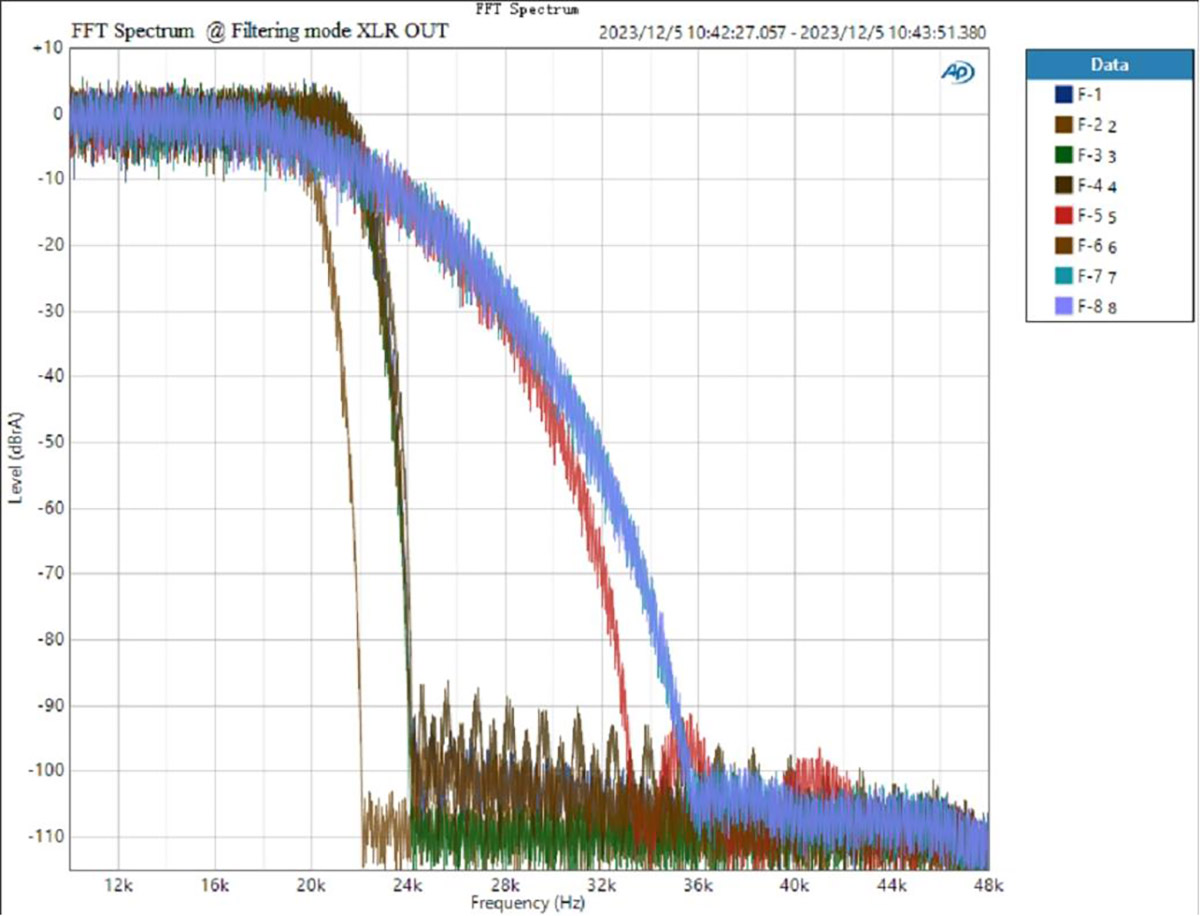 FFT Spectrum
FFT Spectrum @ Filtering mode XLR OUT
2023/12/5 10:42:27.057 - 2023/12/5 10:43:51.380
AP
Data
F-1
F-2 2
F-3 3
F-4 4
F-5 5
F-6 6
F-7 7
F-8 8
Level (dBrA)
+10
0
-10
-20
-30
-40
-50
-60
-70
-80
-90
-100
-110
12k 16k 20k 24k 28k 32k 36k 40k 44k 48k
Frequency (Hz)